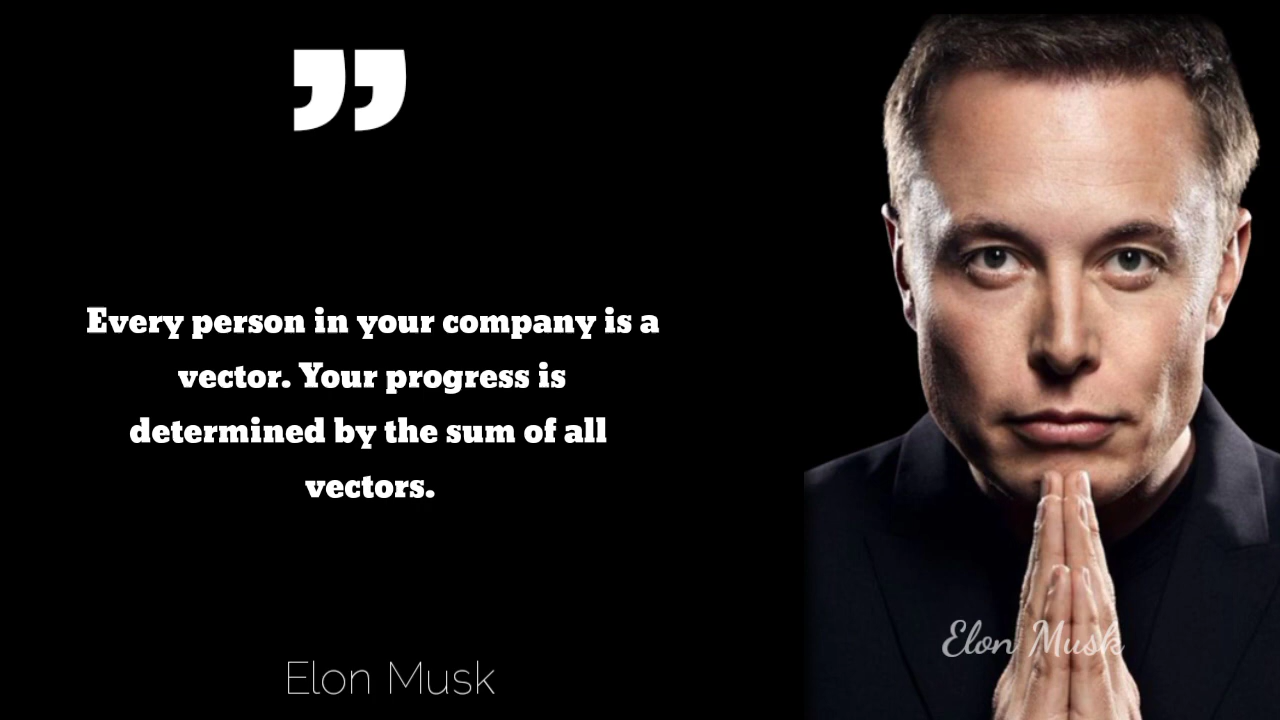 ”
Every person in your company is a
vector. Your progress is
determined by the sum of all
vectors.
Elon Musk
Elon Musk